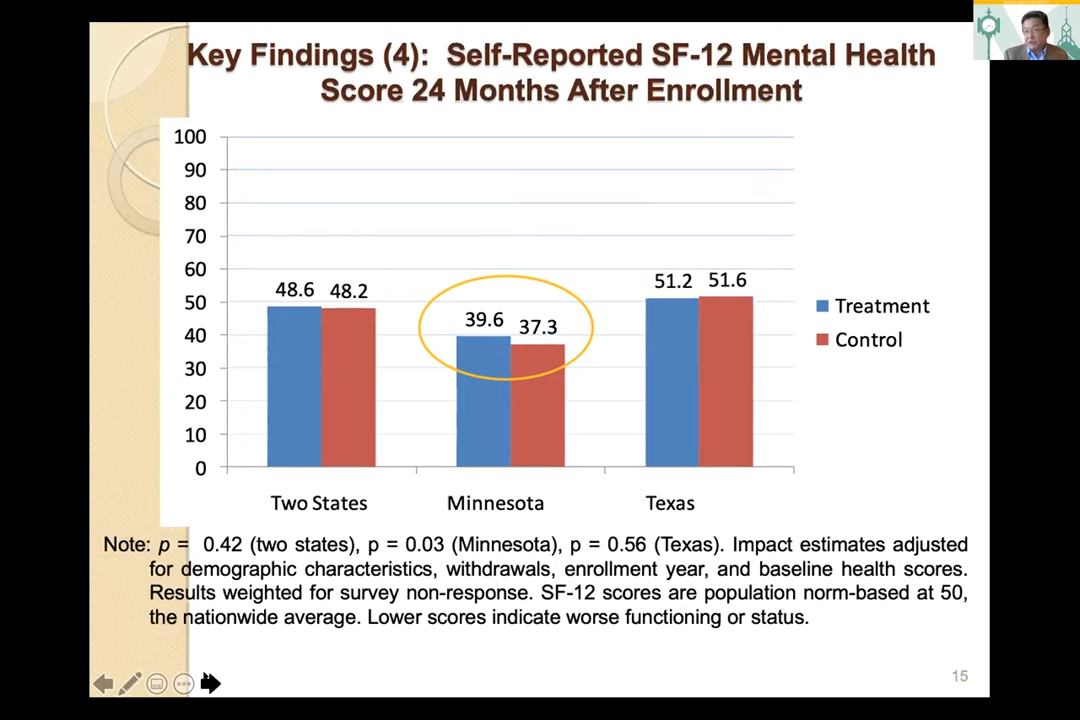 Key Findings (4): Self-Reported SF-12 Mental Health
Score 24 Months After Enrollment
100
90
80
70
60
50
40
30
20
10
0
48.6 48.2
39.6 37.3
51.2 51.6
Treatment
Control
Two States Minnesota Texas
Note: p = 0.42 (two states), p = 0.03 (Minnesota), p = 0.56 (Texas). Impact estimates adjusted
for demographic characteristics, withdrawals, enrollment year, and baseline health scores.
Results weighted for survey non-response. SF-12 scores are population norm-based at 50,
the nationwide average. Lower scores indicate worse functioning or status.
15